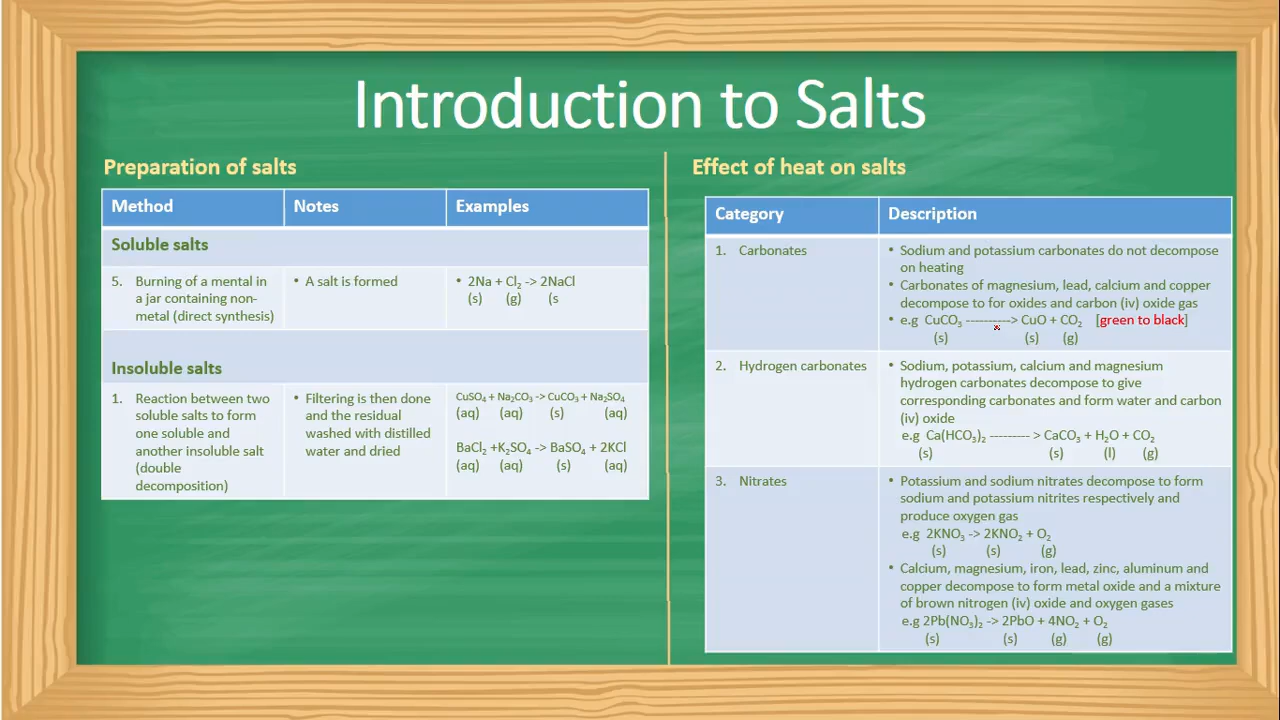 Introduction to Salts
Preparation of salts
Method Notes Examples
Soluble salts
5. Burning of a mental in
a jar containing non-
metal (direct synthesis)
• A salt is formed
• 2Na + Cl₂ -> 2NaCl
(s) (g) (s
Insoluble salts
1. Reaction between two
soluble salts to form
one soluble and
another insoluble salt
(double
decomposition)
• Filtering is then done
and the residual
washed with distilled
water and dried
CuSO₄ + Na₂CO₃ -> CuCO₃ + Na₂SO₄
(aq) (aq) (s) (aq)
BaCl₂ +K₂SO₄ -> BaSO₄ + 2KCl
(aq) (aq) (s) (aq)
Effect of heat on salts
Category Description
1. Carbonates
• Sodium and potassium carbonates do not decompose
on heating
• Carbonates of magnesium, lead, calcium and copper
decompose to for oxides and carbon (iv) oxide gas
• e.g CuCO₃ ----------> CuO + CO₂ [green to black]
(s) (s) (g)
2. Hydrogen carbonates
• Sodium, potassium, calcium and magnesium
hydrogen carbonates decompose to give
corresponding carbonates and form water and carbon
(iv) oxide
e.g Ca(HCO₃)₂ --------- > CaCO₃ + H₂O + CO₂
(s) (s) (l) (g)
3. Nitrates
• Potassium and sodium nitrates decompose to form
sodium and potassium nitrites respectively and
produce oxygen gas
e.g 2KNO₃ -> 2KNO₂ + O₂
(s) (s) (g)
• Calcium, magnesium, iron, lead, zinc, aluminum and
copper decompose to form metal oxide and a mixture
of brown nitrogen (iv) oxide and oxygen gases
e.g 2Pb(NO₃)₂ -> 2PbO + 4NO₂ + O₂
(s) (s) (g) (g)